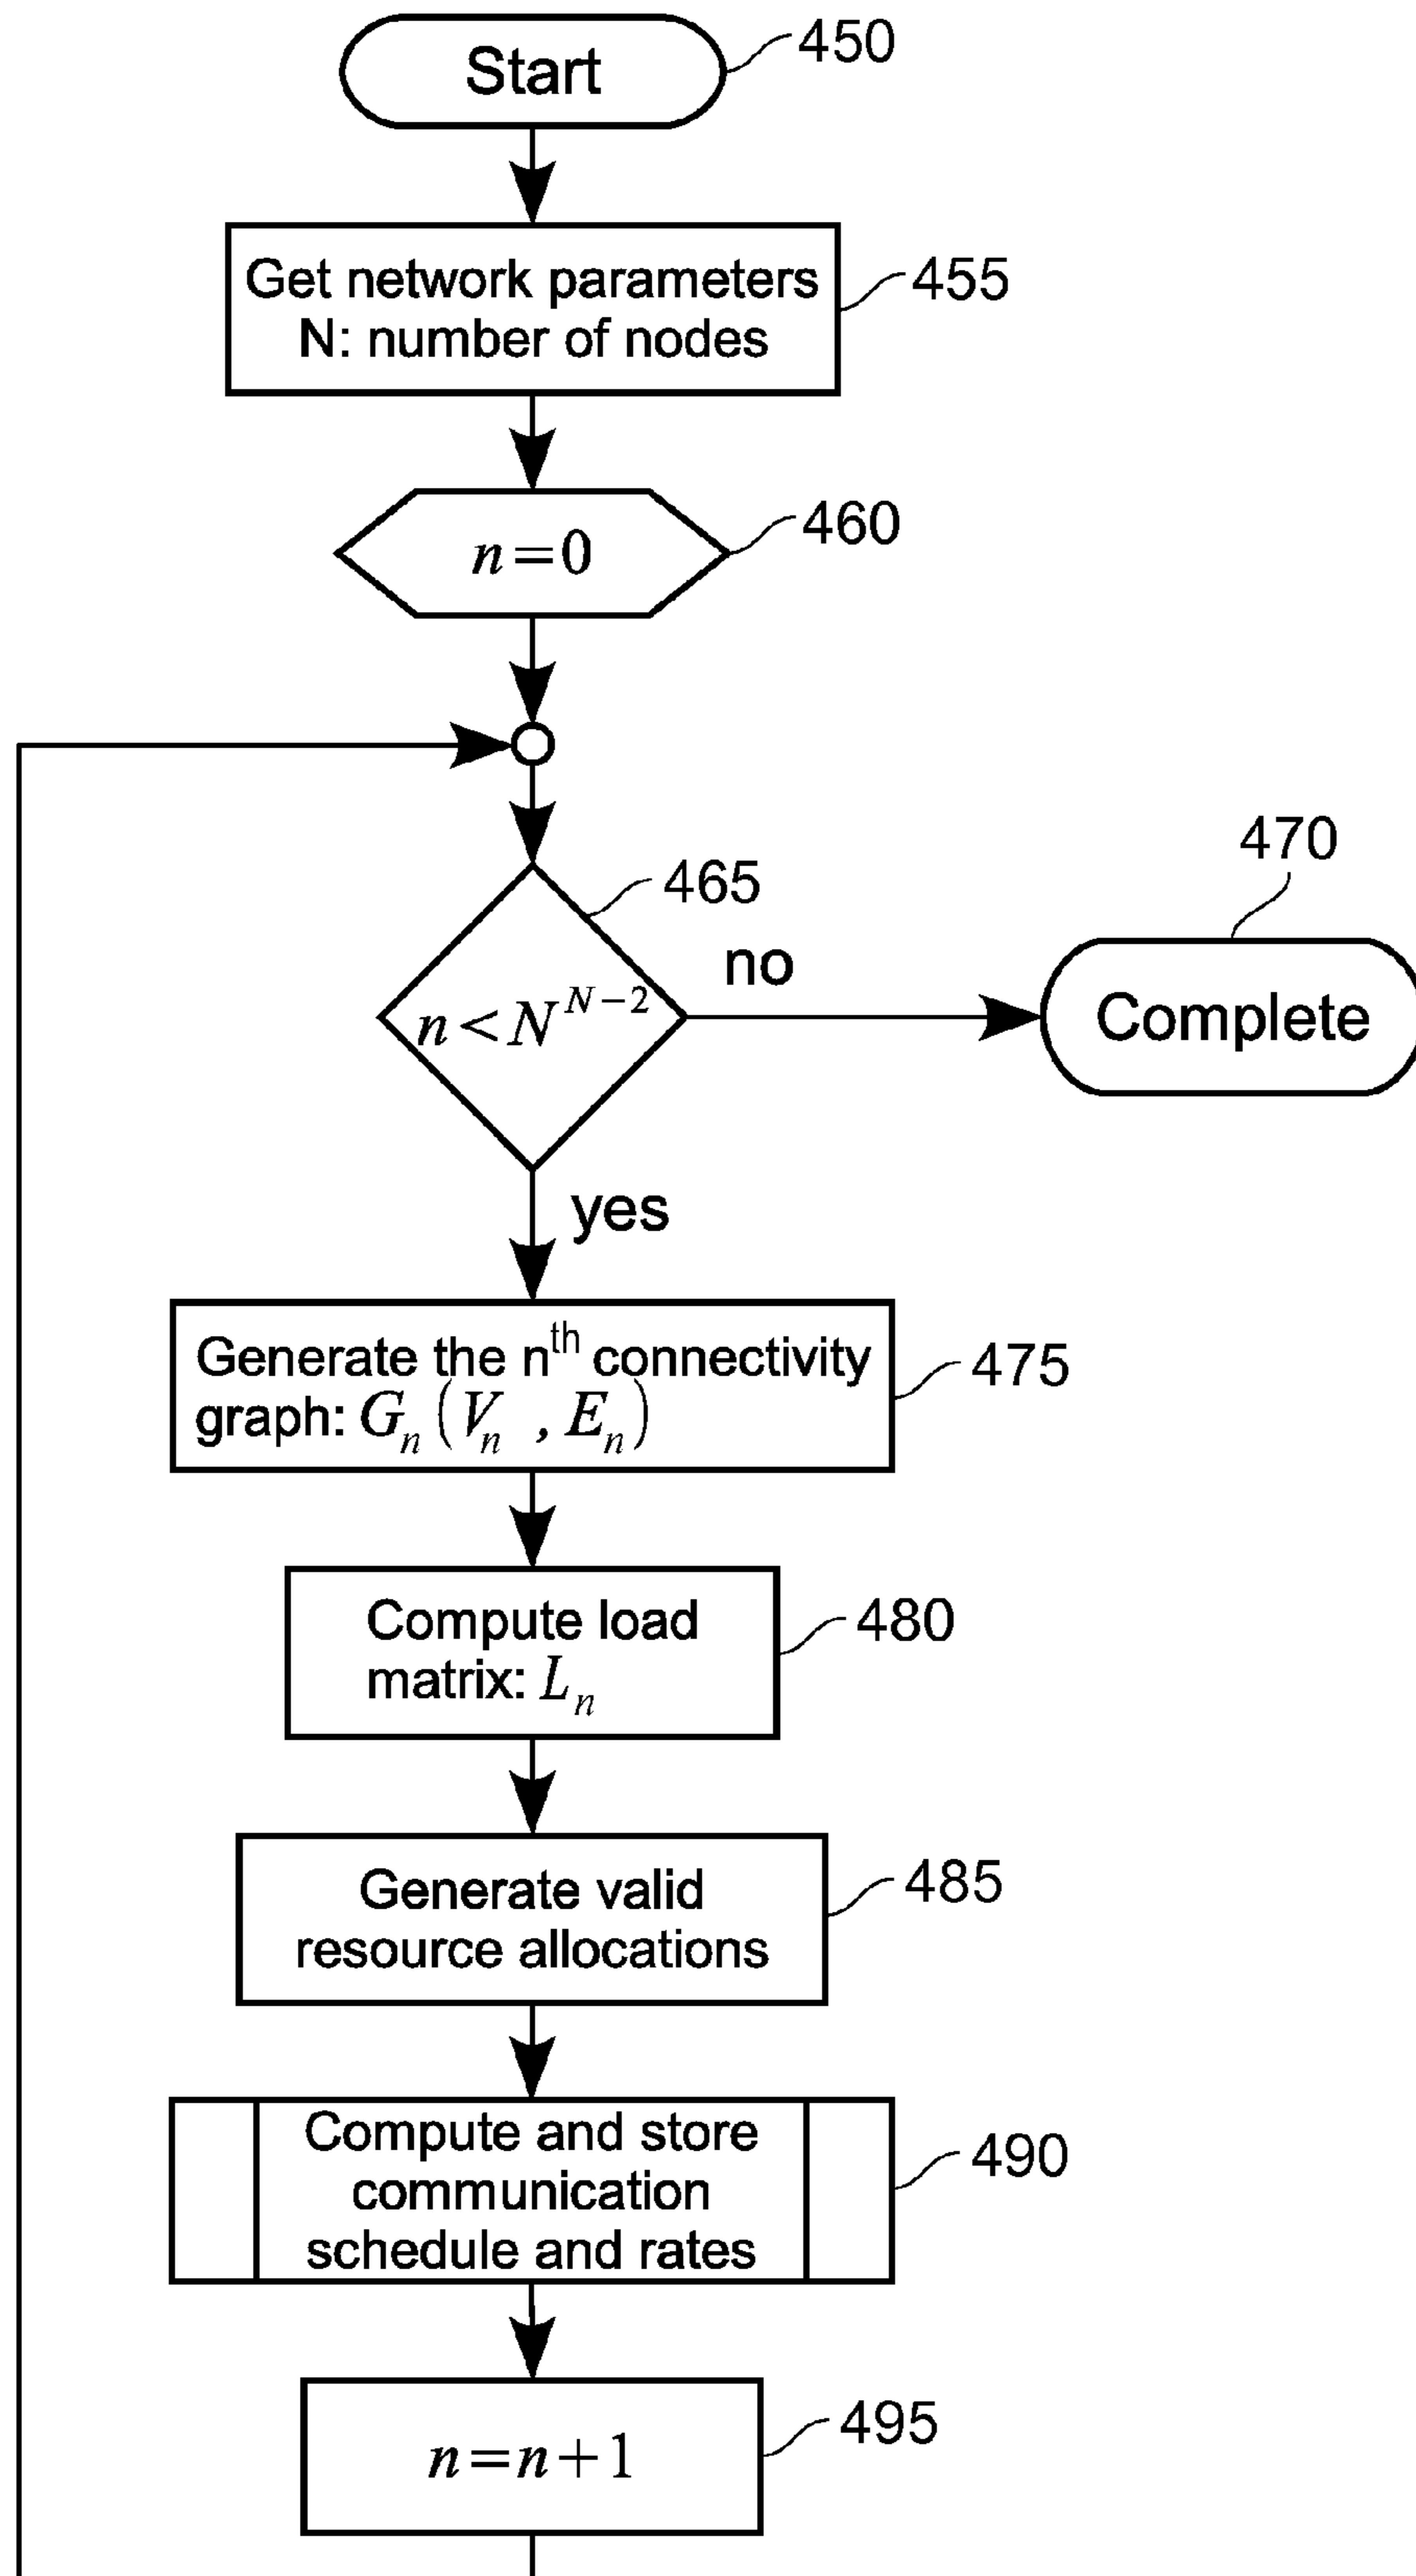 Start
450
Get network parameters
N: number of nodes
455
n=0
460
465
n<N^{N-2}
no
470
Complete
yes
Generate the n^{th} connectivity
graph: G_n(V_n , E_n)
475
Compute load
matrix: L_n
480
Generate valid
resource allocations
485
Compute and store
communication
schedule and rates
490
n=n+1
495